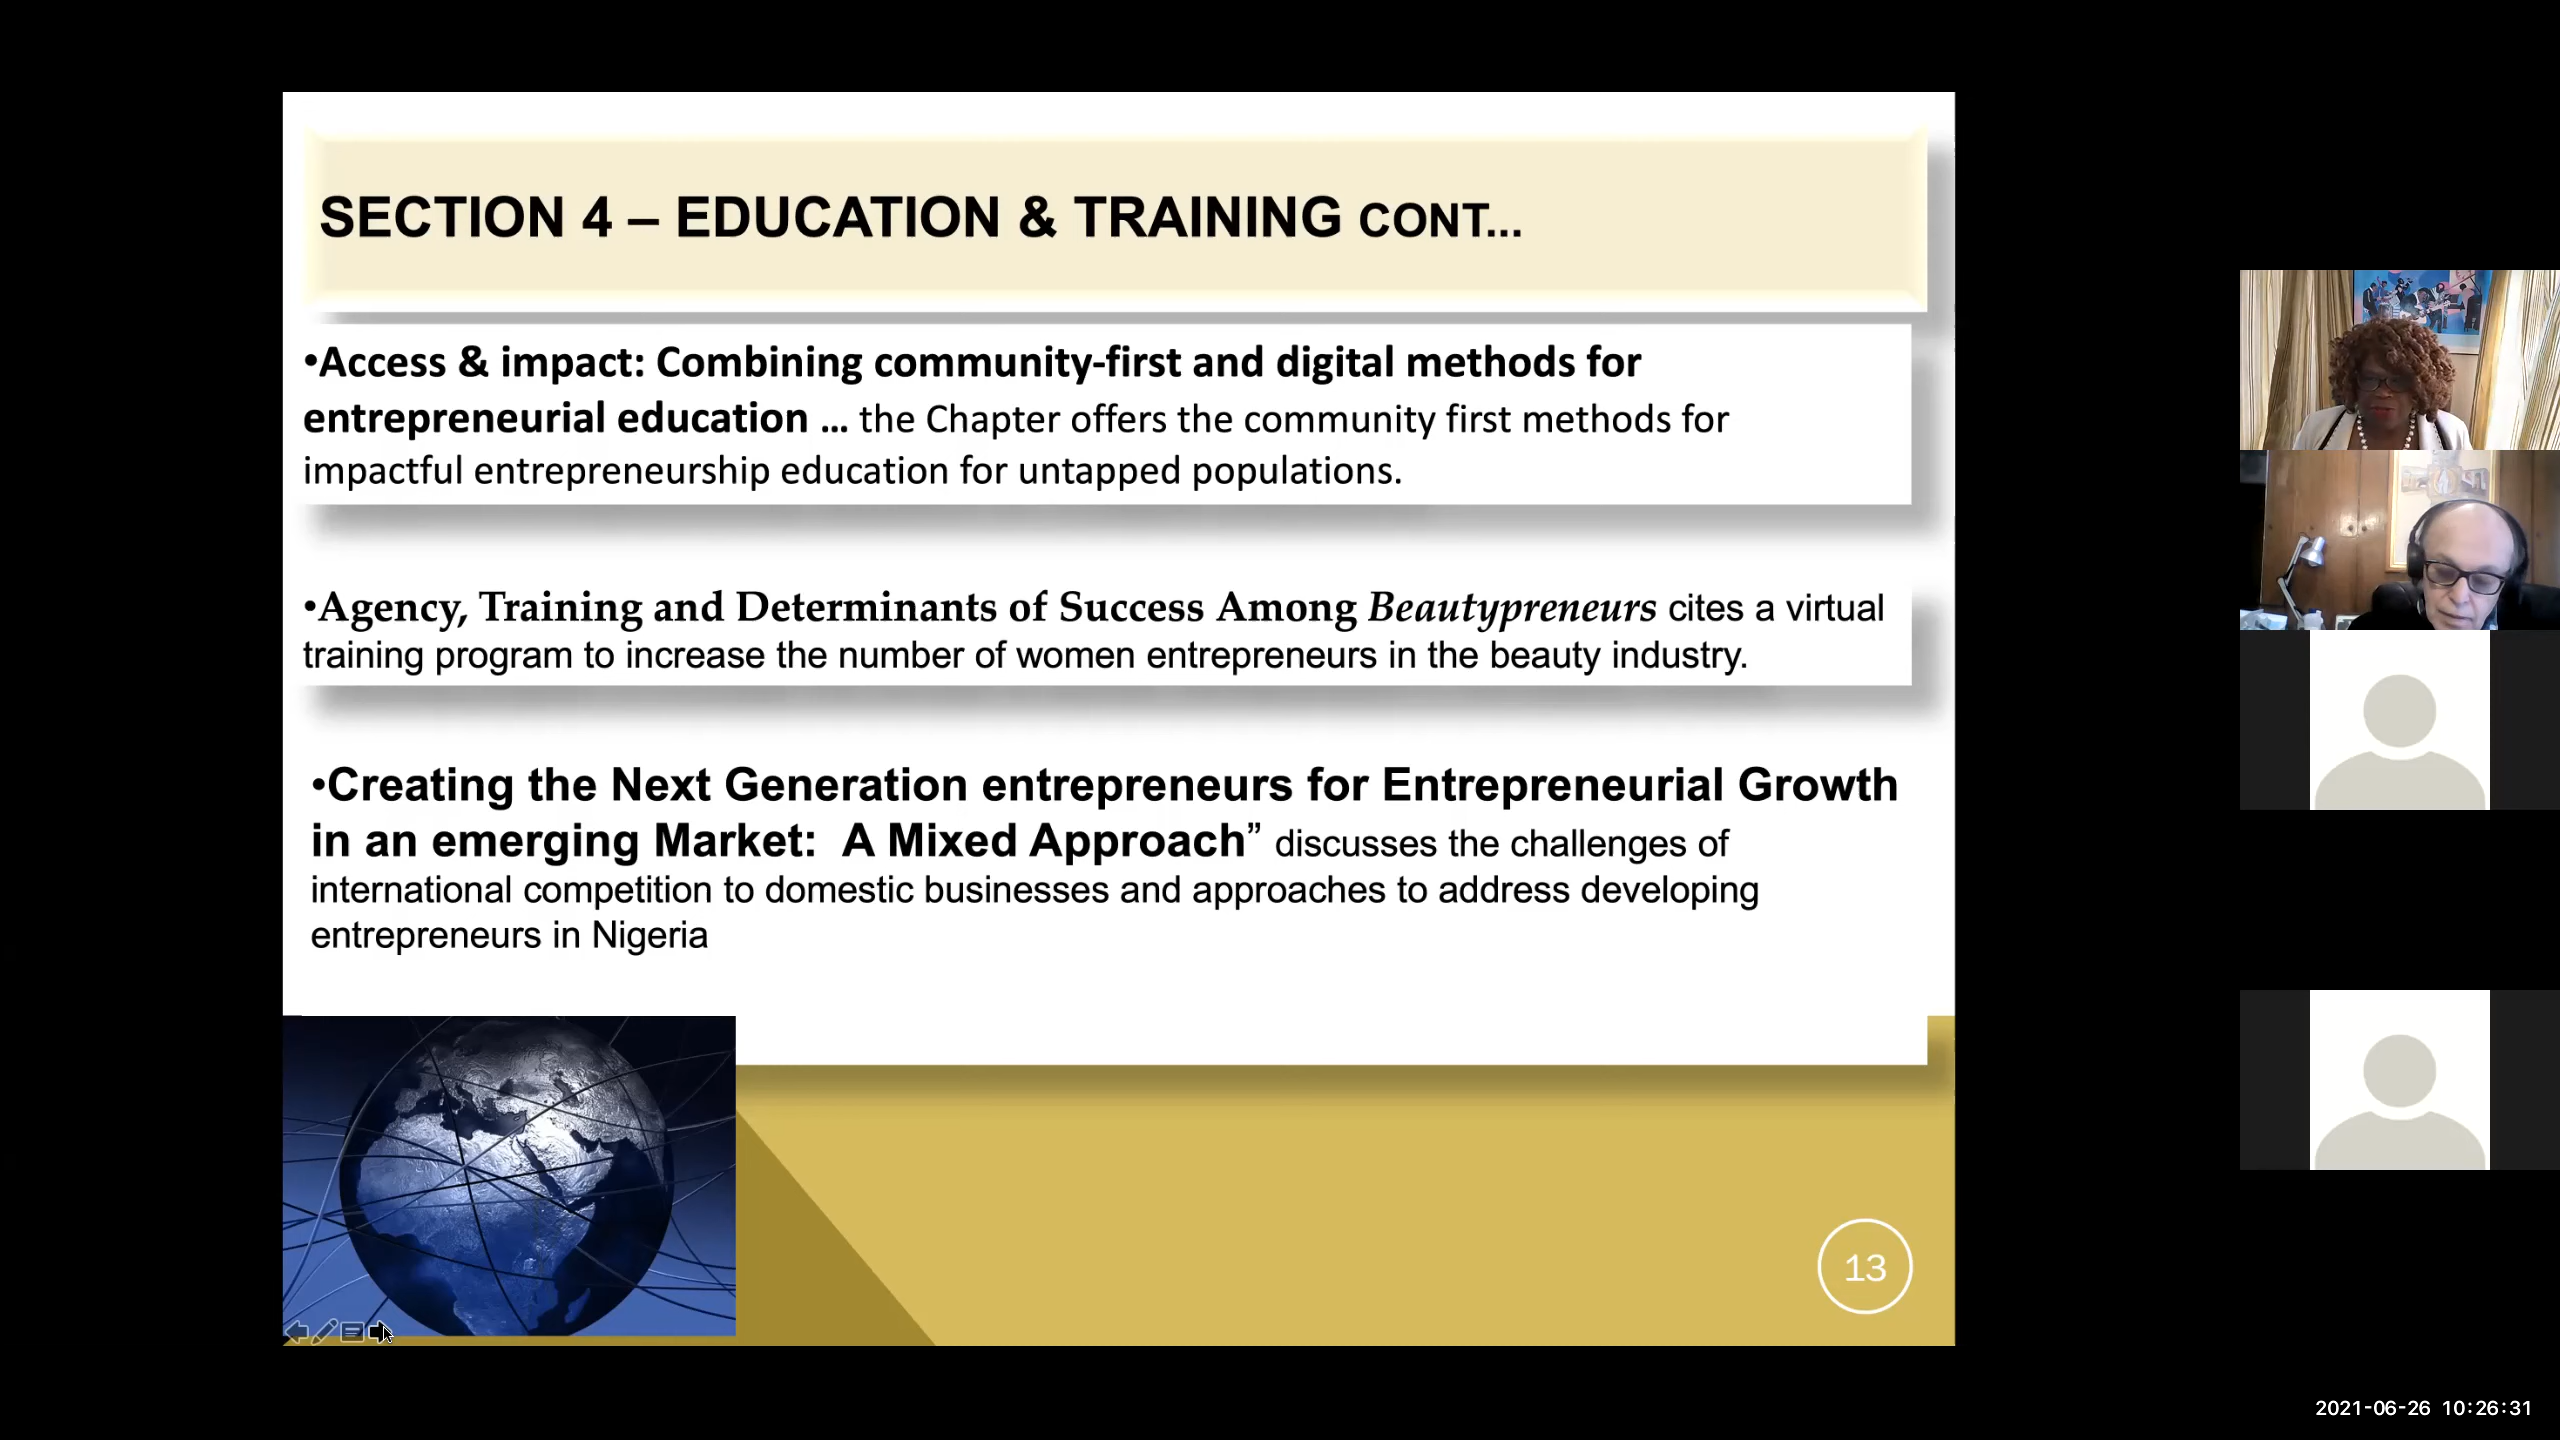 SECTION 4 – EDUCATION & TRAINING CONT...
•Access & impact: Combining community-first and digital methods for
entrepreneurial education ... the Chapter offers the community first methods for
impactful entrepreneurship education for untapped populations.
•Agency, Training and Determinants of Success Among Beautypreneurs cites a virtual
training program to increase the number of women entrepreneurs in the beauty industry.
•Creating the Next Generation entrepreneurs for Entrepreneurial Growth
in an emerging Market:  A Mixed Approach” discusses the challenges of
international competition to domestic businesses and approaches to address developing
entrepreneurs in Nigeria
13
2021-06-26 10:26:31